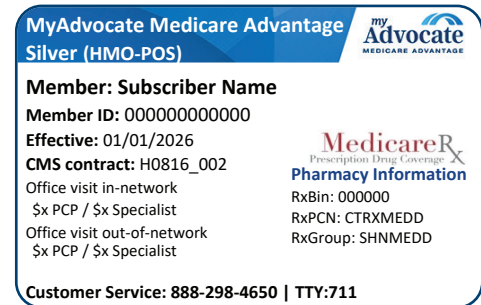 MyAdvocate Medicare Advantage
Silver (HMO-POS)
my
Advocate
MEDICARE ADVANTAGE
Member: Subscriber Name
Member ID: 000000000000
Effective: 01/01/2026
CMS contract: H0816_002
Office visit in-network
$x PCP / $x Specialist
Office visit out-of-network
$x PCP / $x Specialist
MedicareRx
Prescription Drug Coverage
Pharmacy Information
RxBin: 000000
RxPCN: CTRXMEDD
RxGroup: SHNMEDD
Customer Service: 888-298-4650 | TTY:711